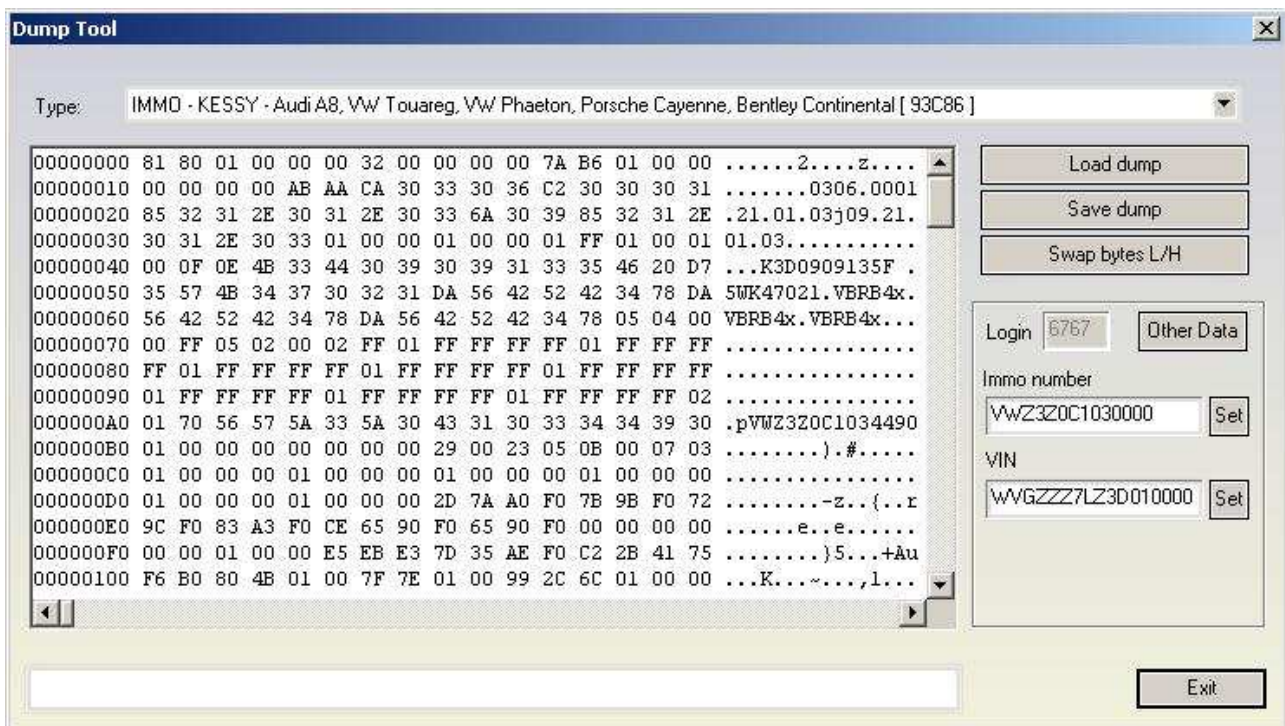 Dump Tool
Type: IMMO - KESSY - Audi A8, VW Touareg, VW Phaeton, Porsche Cayenne, Bentley Continental [ 93C86 ]
00000000 81 80 01 00 00 00 32 00 00 00 00 7A B6 01 00 00 ......2....z....
00000010 00 00 00 00 AB AA CA 30 33 30 36 C2 30 30 30 31 .......0306.0001
00000020 85 32 31 2E 30 31 2E 30 33 6A 30 39 85 32 31 2E .21.01.03j09.21.
00000030 30 31 2E 30 33 01 00 00 01 00 00 01 FF 01 00 01 01.03...........
00000040 00 0F 0E 4B 33 44 30 39 30 39 31 33 35 46 20 D7 ...K3D0909135F .
00000050 35 57 4B 34 37 30 32 31 DA 56 42 52 42 34 78 DA 5WK47021.VBRB4x.
00000060 56 42 52 42 34 78 DA 56 42 52 42 34 78 05 04 00 VBRB4x.VBRB4x...
00000070 00 FF 05 02 00 02 FF 01 FF FF FF FF 01 FF FF FF ................
00000080 FF 01 FF FF FF FF 01 FF FF FF FF 01 FF FF FF FF ................
00000090 01 FF FF FF FF 01 FF FF FF FF 01 FF FF FF FF 02 ................
000000A0 01 70 56 57 5A 33 5A 30 43 31 30 33 34 34 39 30 .pVWZ3Z0C1034490
000000B0 01 00 00 00 00 00 00 00 29 00 23 05 0B 00 07 03 ........).#.....
000000C0 01 00 00 00 01 00 00 00 01 00 00 00 01 00 00 00 ................
000000D0 01 00 00 00 01 00 00 00 2D 7A A0 F0 7B 9B F0 72 ........-z..{..r
000000E0 9C F0 83 A3 F0 CE 65 90 F0 65 90 F0 00 00 00 00 ......e..e......
000000F0 00 00 01 00 00 E5 EB E3 7D 35 AE F0 C2 2B 41 75 ........}5...+Au
00000100 F6 B0 80 4B 01 00 7F 7E 01 00 99 2C 6C 01 00 00 ...K...~...,l...
Load dump
Save dump
Swap bytes L/H
Login 6767 Other Data
Immo number
VWZ3Z0C1030000 Set
VIN
WVGZZZ7LZ3D010000 Set
Exit